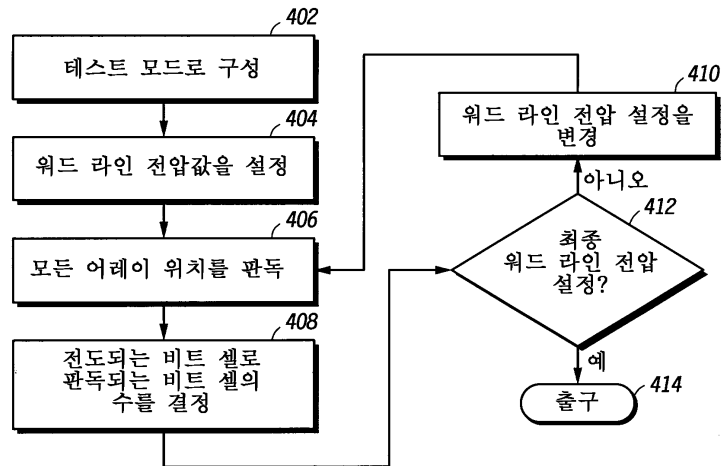 402
테스트 모드로 구성
404
워드 라인 전압값을 설정
406
모든 어레이 위치를 판독
408
전도되는 비트 셀로
판독되는 비트 셀의
수를 결정
410
워드 라인 전압 설정을
변경
아니오
412
최종
워드 라인 전압
설정?
예
출구
414